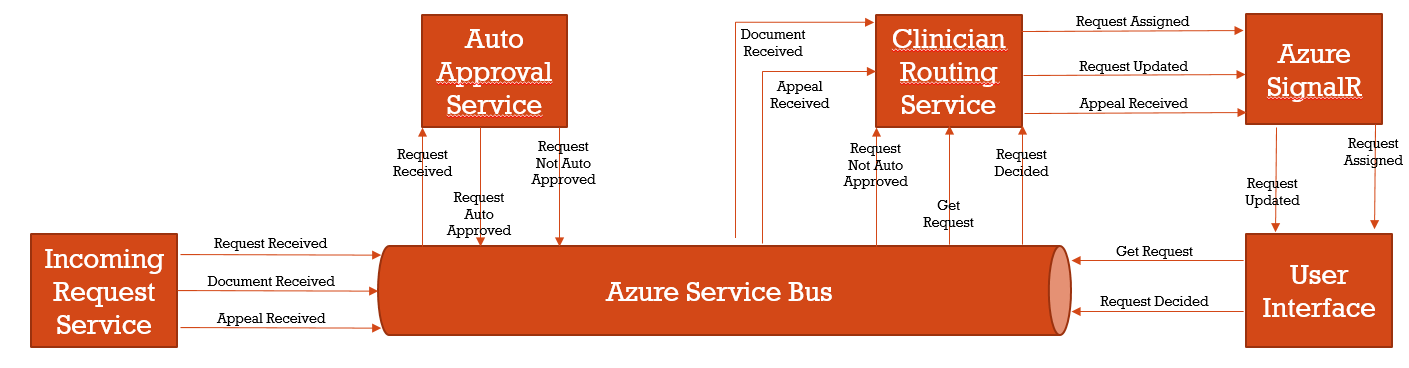 Auto
Approval
Service
Document
Received
Appeal
Received
Clinician
Routing
Service
Request Assigned
Request Updated
Appeal Received
Azure
SignalR
Request
Received
Request
Auto
Approved
Request
Not Auto
Approved
Request
Not Auto
Approved
Get
Request
Request
Decided
Request
Updated
Request
Assigned
Incoming
Request
Service
Request Received
Document Received
Appeal Received
Azure Service Bus
Get Request
Request Decided
User
Interface